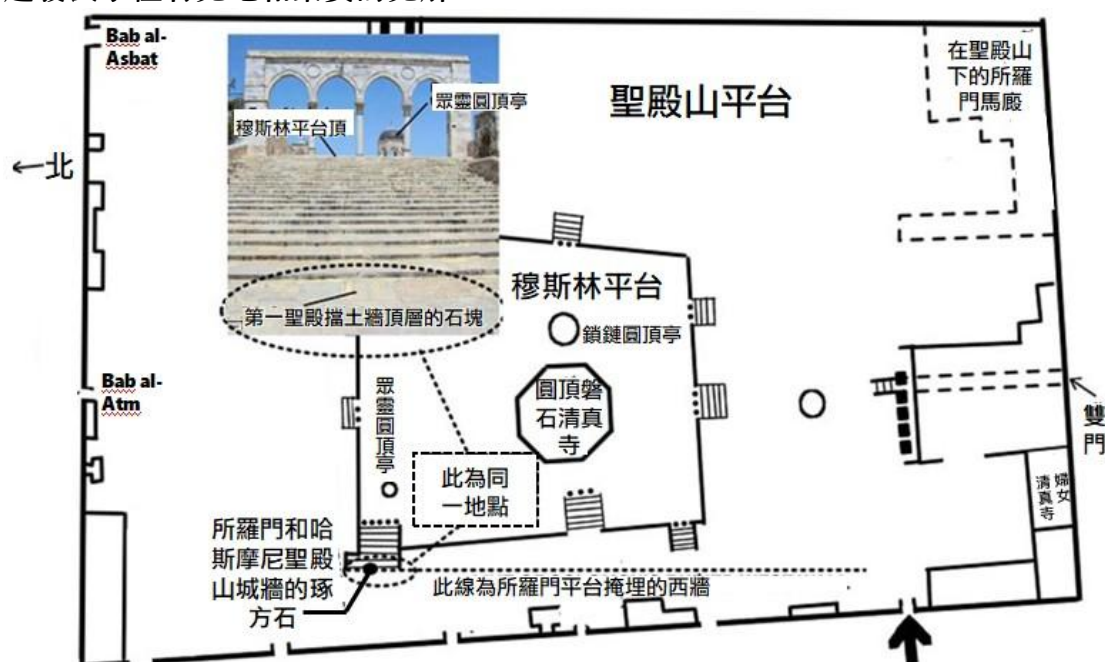 Bab al-
Asbat
眾靈圓頂亭
穆斯林平台頂
聖殿山平台
在聖殿山
下的所羅
門馬廄
←北
穆斯林平台
第一聖殿擋土牆頂層的石塊
鎖鏈圓頂亭
Bab al-
Atm
眾靈圓頂亭
圓頂磐
石清真
寺
雙門
此為同
一地點
婦女
清真寺
所羅門和哈
斯摩尼聖殿
山城牆的琢
方石
此線為所羅門平台掩埋的西牆